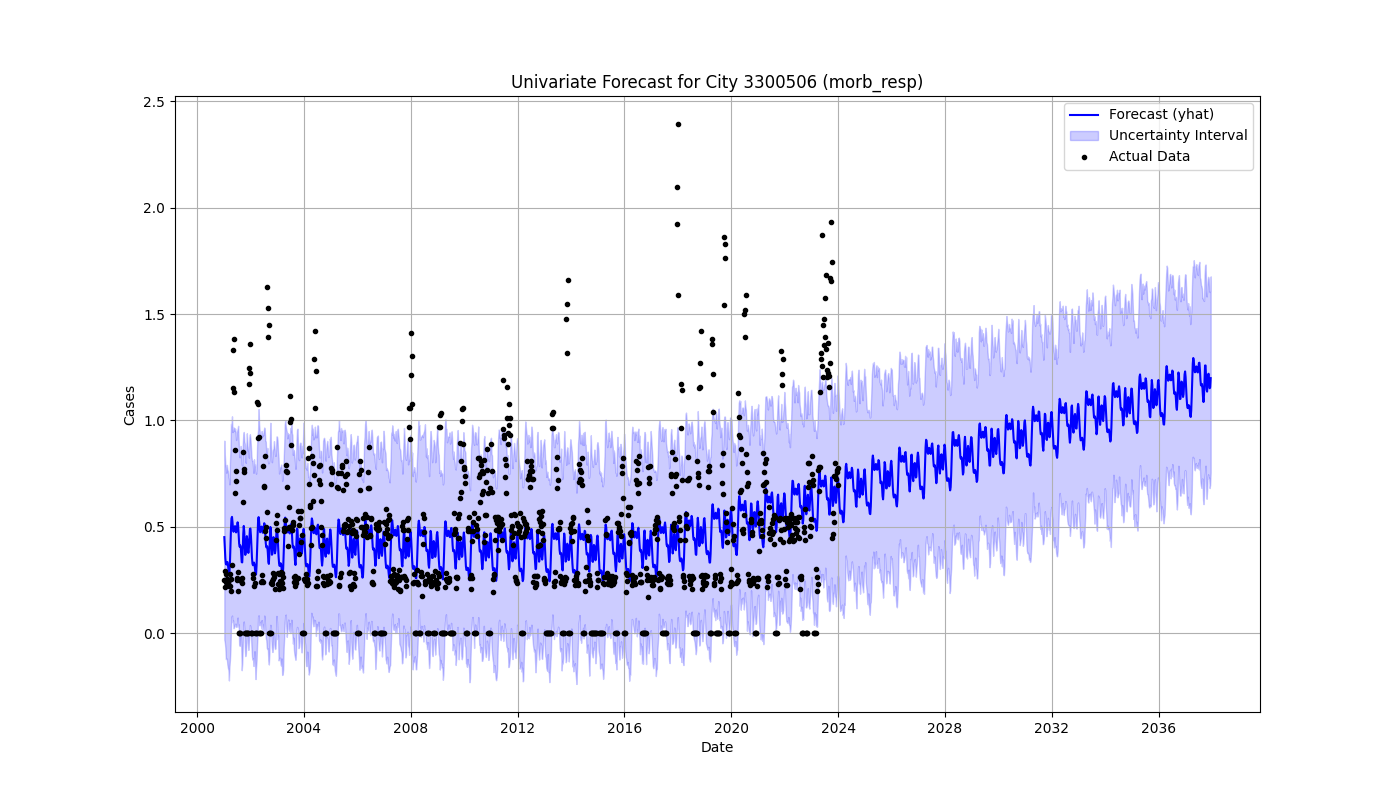 Univariate Forecast for City 3300506 (morb_resp)
Forecast (yhat)
Uncertainty Interval
Actual Data
Cases
2.5
2.0
1.5
1.0
0.5
0.0
2000 2004 2008 2012 2016 2020 2024 2028 2032 2036
Date